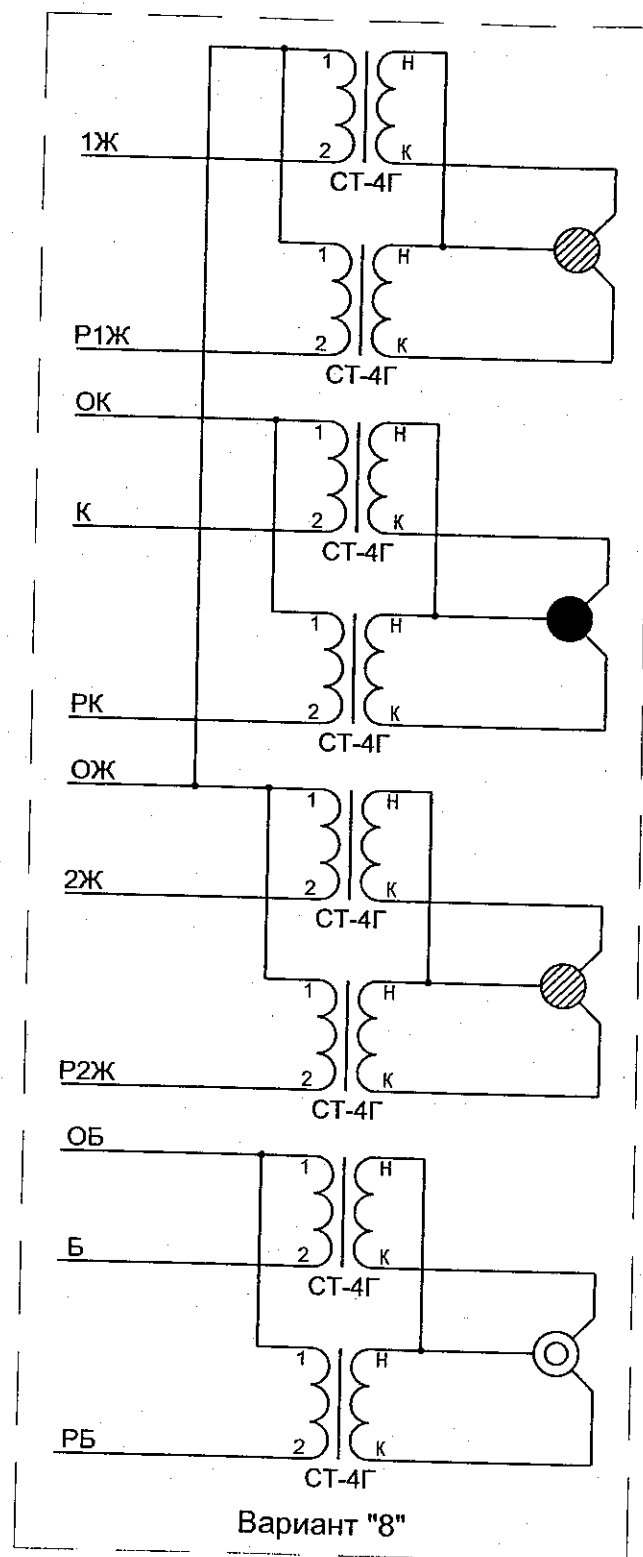 1 Н
1Ж
2 К
СТ-4Г
1 Н
Р1Ж
2 К
СТ-4Г
ОК
1 Н
К
2 К
СТ-4Г
1 Н
РК
2 К
СТ-4Г
ОЖ
1 Н
2Ж
2 К
СТ-4Г
1 Н
Р2Ж
2 К
СТ-4Г
ОБ
1 Н
Б
2 К
СТ-4Г
1 Н
РБ
2 К
СТ-4Г
Вариант "8"